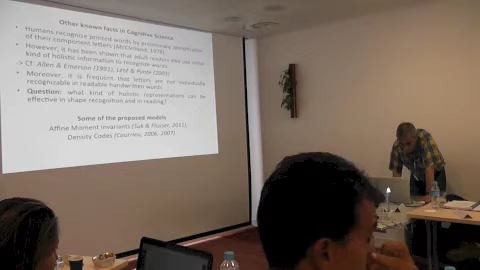 Other known facts in Cognitive Science
• Humans recognize printed words by preliminary identification
of their component letters (McClelland, 1976)
• However, it has been shown that adult readers also use some
kind of holistic information to recognize words
-> Cf. Allen & Emerson (1991), Lété & Pynte (2003)
• Moreover, it is frequent that letters are not individually
recognizable in readable handwritten words
• Question: what kind of holistic representations can be
effective in shape recognition and in reading?
Some of the proposed models
Affine Moment Invariants (Suk & Flusser, 2011),
Density Codes (Courrieu, 2006, 2007)